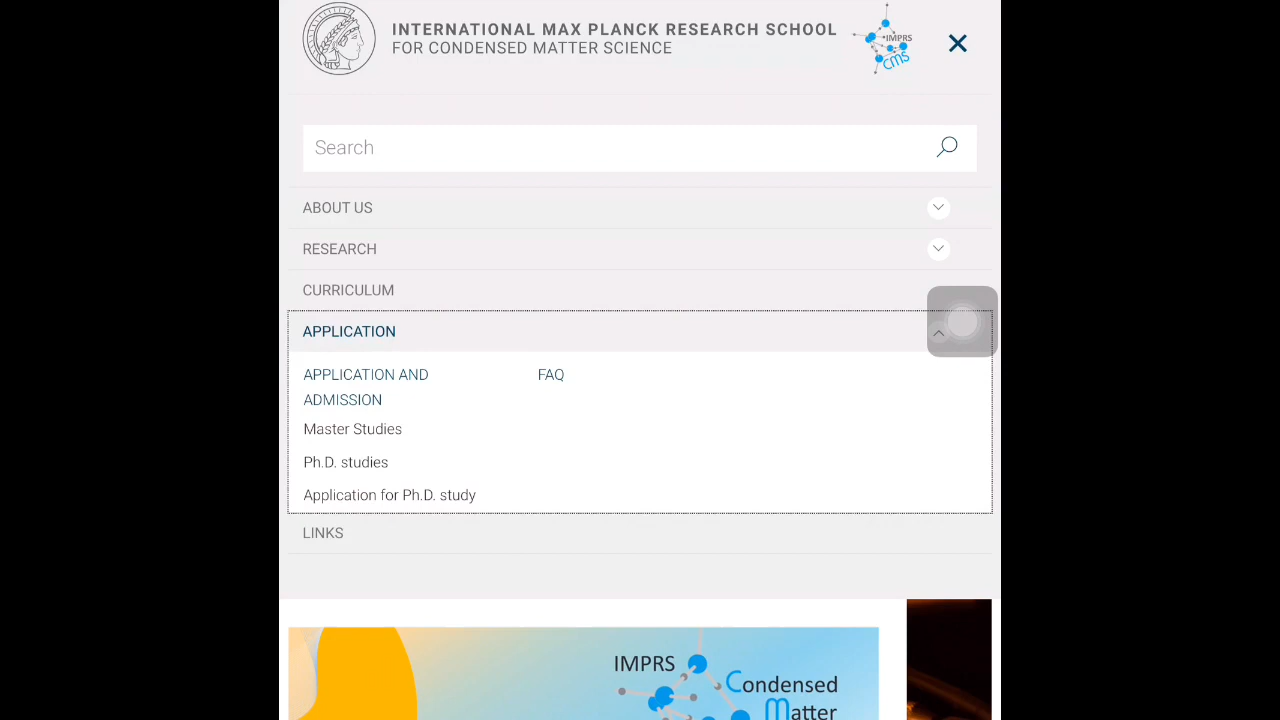 INTERNATIONAL MAX PLANCK RESEARCH SCHOOL
FOR CONDENSED MATTER SCIENCE
IMPRS
CMS
Search
ABOUT US
RESEARCH
CURRICULUM
APPLICATION
APPLICATION AND
ADMISSION
FAQ
Master Studies
Ph.D. studies
Application for Ph.D. study
LINKS
IMPRS
Condensed
Matter